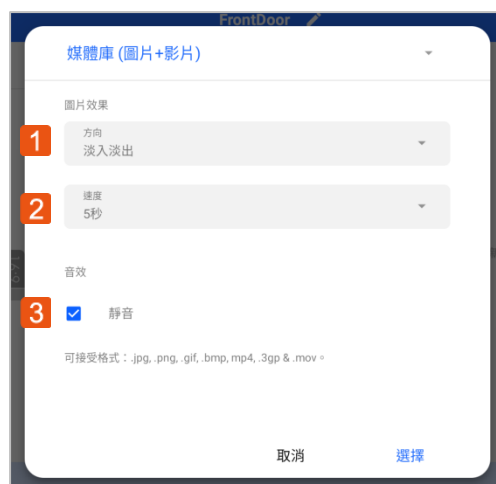 FrontDoor
媒體庫 (圖片+影片)
圖片效果
1
方向
淡入淡出
2
速度
5秒
音效
3
靜音
可接受格式：.jpg, .png, .gif, .bmp, mp4, .3gp & .mov。
取消
選擇